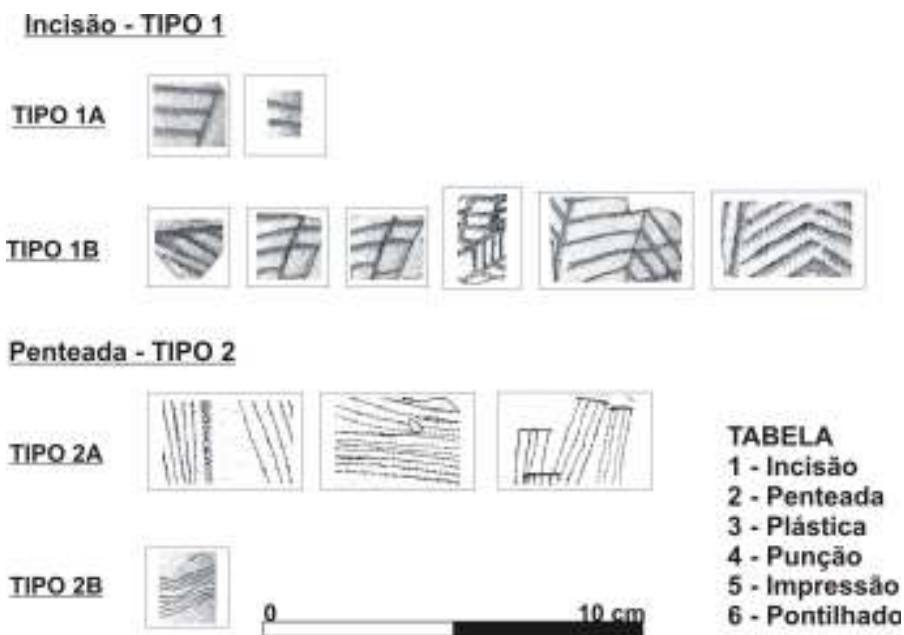 Incisão - TIPO 1
TIPO 1A
TIPO 1B
Penteada - TIPO 2
TIPO 2A
TIPO 2B
0 10 cm
TABELA
1 - Incisão
2 - Penteada
3 - Plástica
4 - Punção
5 - Impressão
6 - Pontilhado